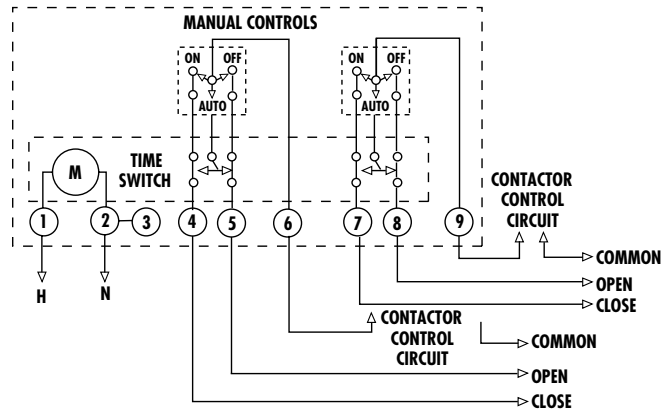 MANUAL CONTROLS
ON OFF
AUTO
ON OFF
AUTO
M
TIME
SWITCH
1 2 3 4 5 6 7 8 9
H
N
CONTACTOR
CONTROL
CIRCUIT
COMMON
OPEN
CLOSE
CONTACTOR
CONTROL
CIRCUIT
COMMON
OPEN
CLOSE